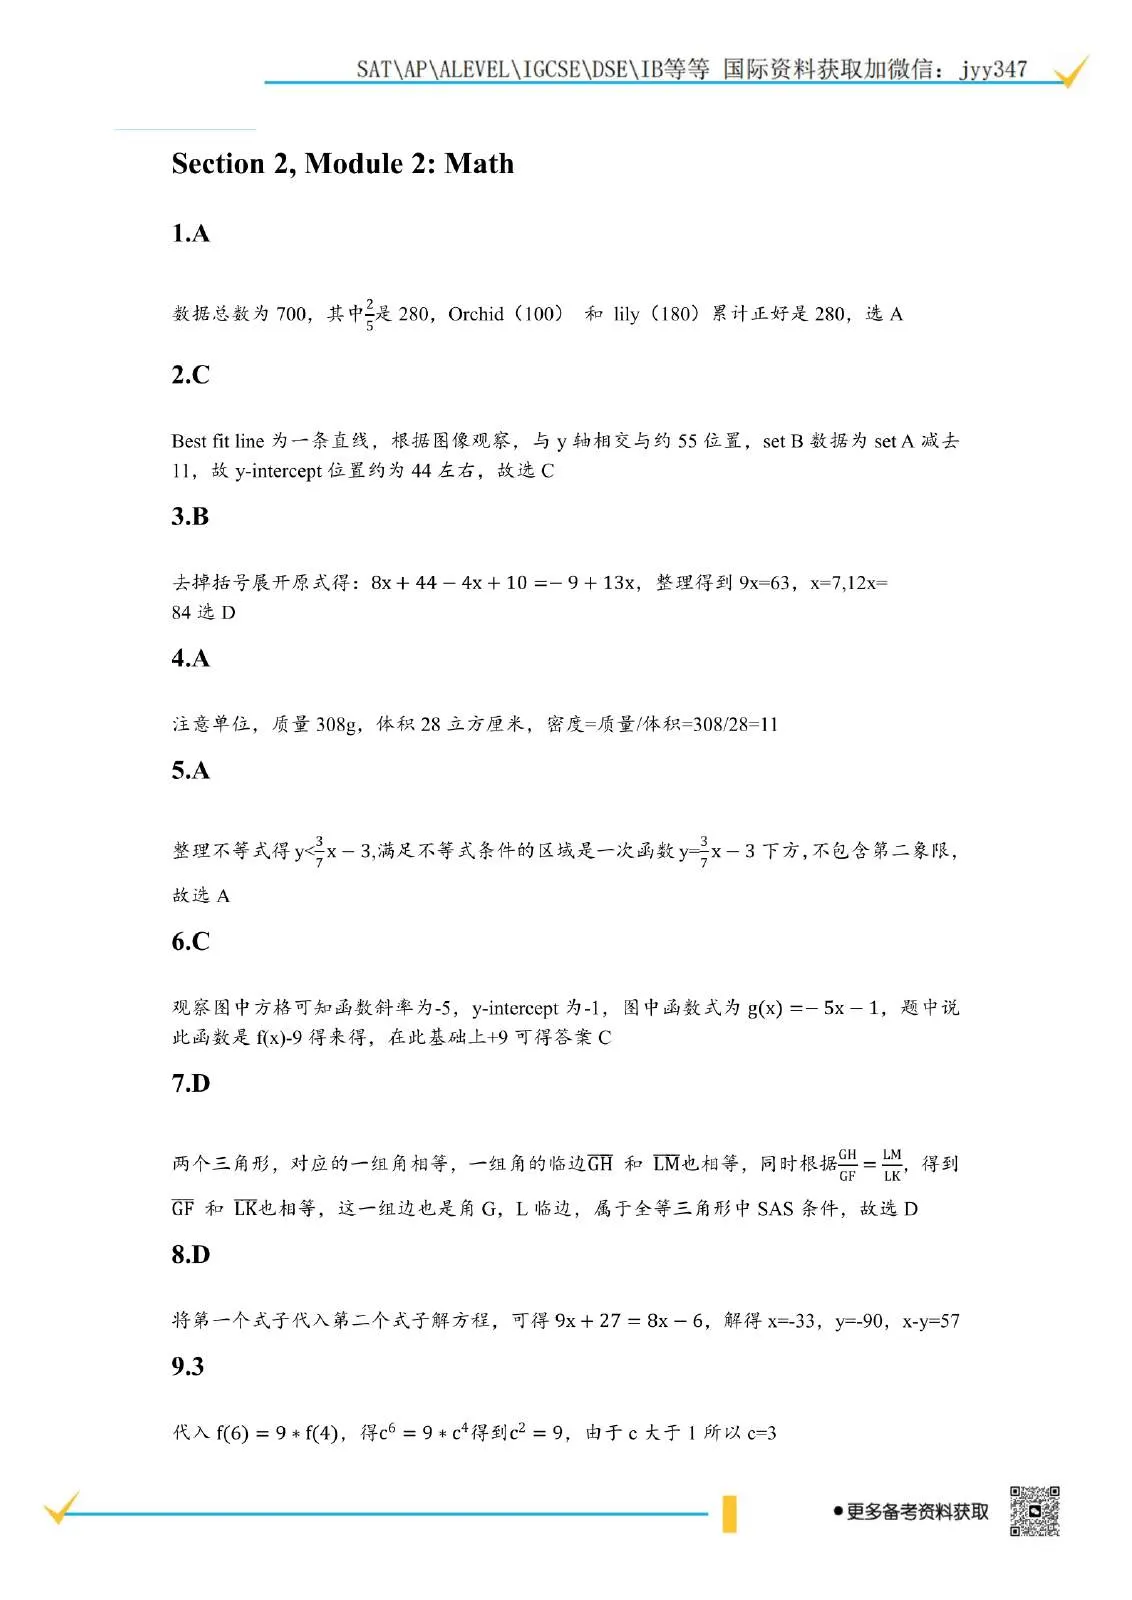 SAT\AP\ALEVEL\IGCSE\DSE\IB等等 国际资料获取加微信：jyy347
Section 2, Module 2: Math
1.A
数据总数为 700，其中2/5是 280，Orchid（100） 和 lily（180）累计正好是 280，选 A
2.C
Best fit line 为一条直线，根据图像观察，与 y 轴相交与约 55 位置，set B 数据为 set A 减去
11，故 y-intercept 位置约为 44 左右，故选 C
3.B
去掉括号展开原式得：8x + 44 − 4x + 10 =− 9 + 13x，整理得到 9x=63，x=7,12x=
84 选 D
4.A
注意单位，质量 308g，体积 28 立方厘米，密度=质量/体积=308/28=11
5.A
整理不等式得 y<3/7x − 3,满足不等式条件的区域是一次函数 y=3/7x − 3 下方，不包含第二象限，
故选 A
6.C
观察图中方格可知函数斜率为-5，y-intercept 为-1，图中函数式为 g(x) =− 5x − 1，题中说
此函数是 f(x)-9 得来得，在此基础上+9 可得答案 C
7.D
两个三角形，对应的一组角相等，一组角的临边G̅H̅ 和 L̅M̅也相等，同时根据GH/GF = LM/LK，得到
G̅F̅ 和 L̅K̅也相等，这一组边也是角 G，L 临边，属于全等三角形中 SAS 条件，故选 D
8.D
将第一个式子代入第二个式子解方程，可得 9x + 27 = 8x − 6，解得 x=-33，y=-90，x-y=57
9.3
代入 f(6) = 9 ∗ f(4)，得c⁶ = 9 ∗ c⁴得到c² = 9，由于 c 大于 1 所以 c=3
●更多备考资料获取